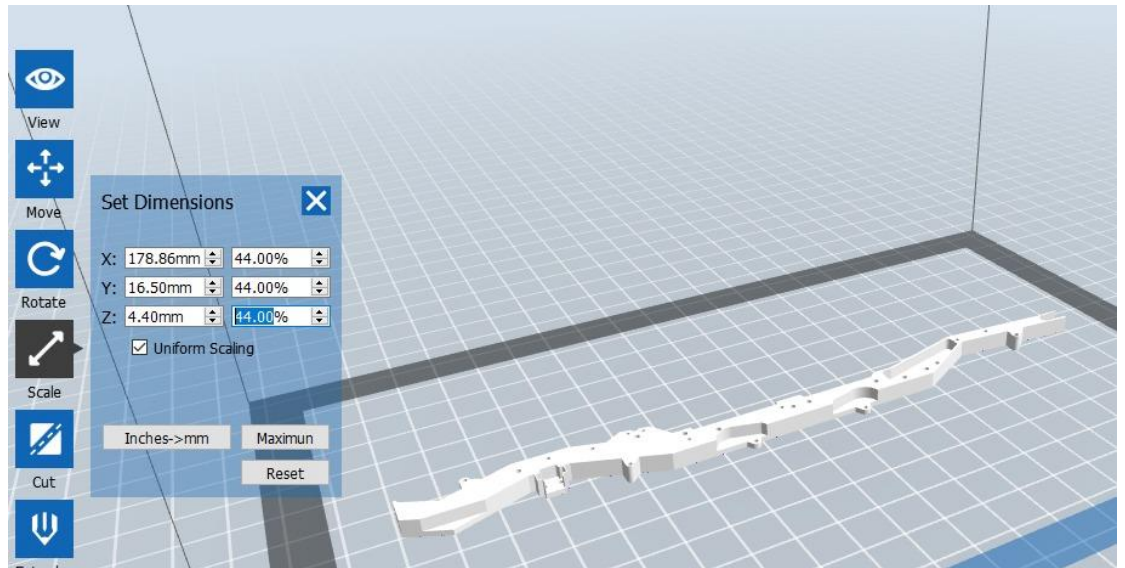 View
Move
Rotate
Scale
Cut
Set Dimensions
X: 178.86mm 44.00%
Y: 16.50mm 44.00%
Z: 4.40mm 44.00%
Uniform Scaling
Inches->mm Maximun
Reset